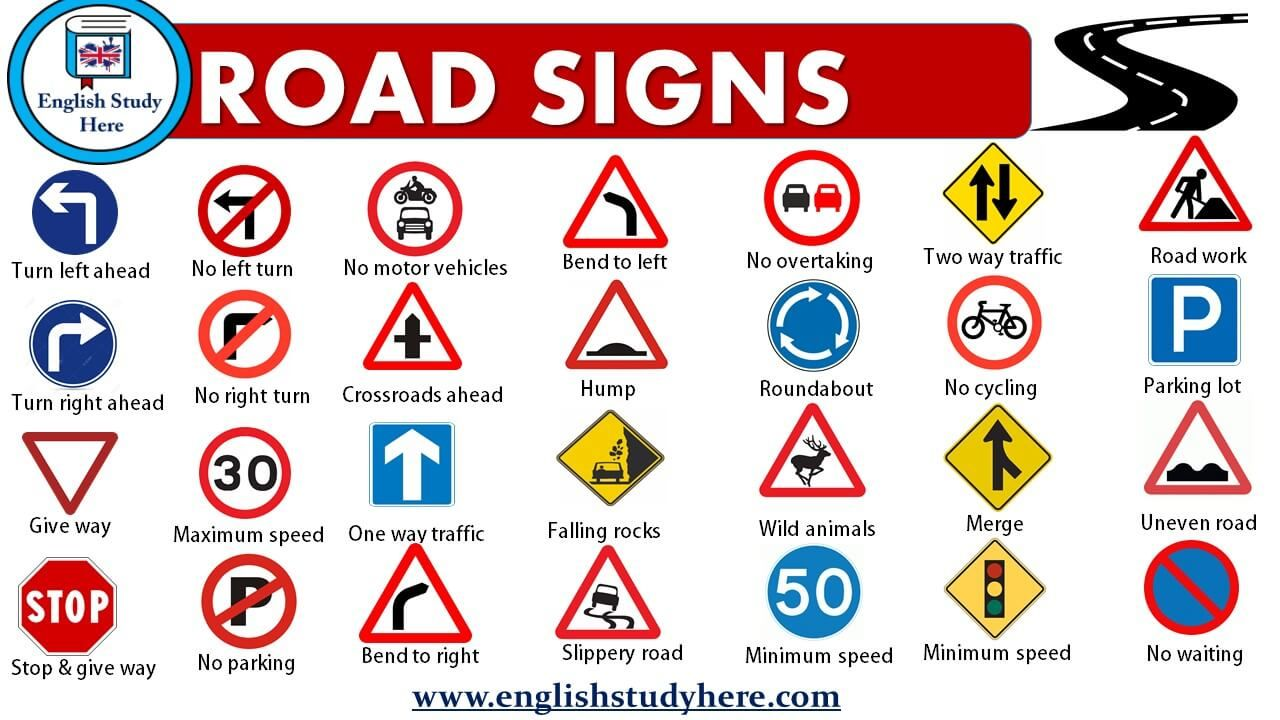 English Study
Here
ROAD SIGNS
Turn left ahead
No left turn
No motor vehicles
Bend to left
No overtaking
Two way traffic
Road work
P
Turn right ahead
No right turn
Crossroads ahead
Hump
Roundabout
No cycling
Parking lot
30
Give way
Maximum speed
One way traffic
Falling rocks
Wild animals
Merge
Uneven road
STOP
P
50
Stop & give way
No parking
Bend to right
Slippery road
Minimum speed
Minimum speed
No waiting
www.englishstudyhere.com